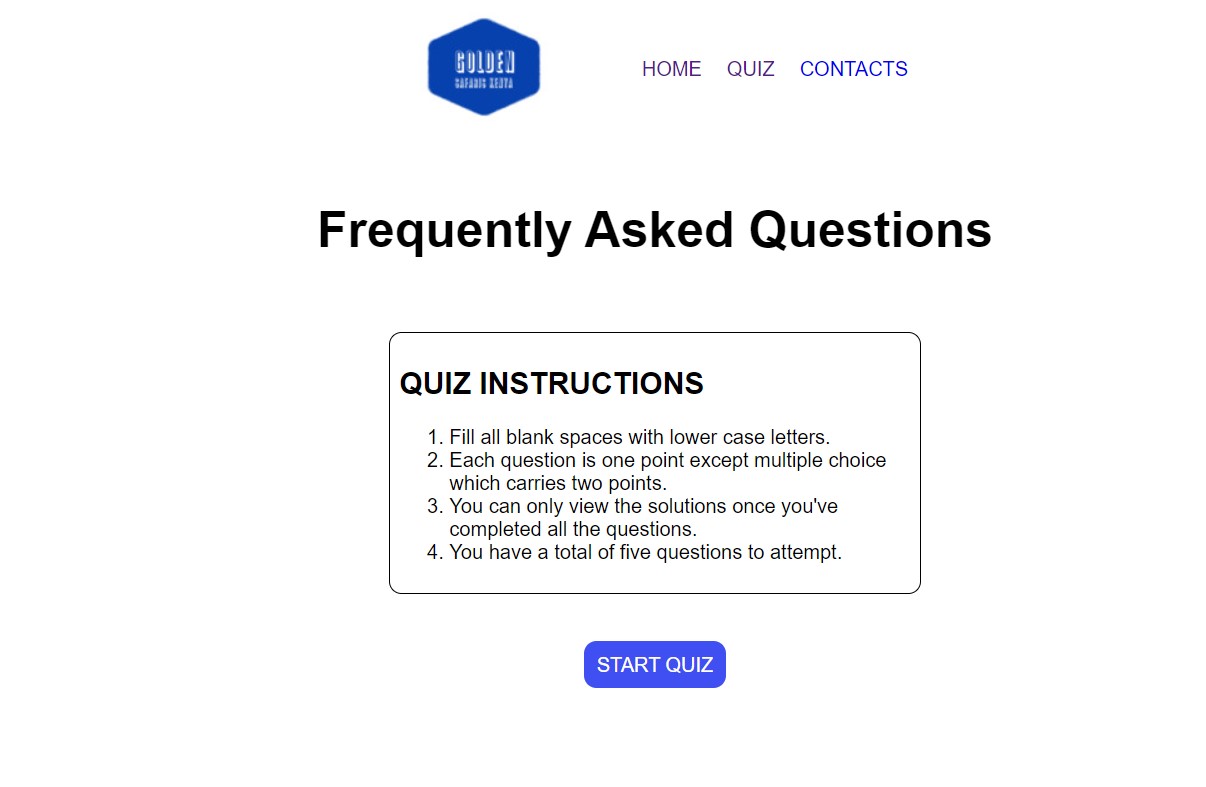 GOLDEN
SAFARIS KENYA
HOME QUIZ CONTACTS
Frequently Asked Questions
QUIZ INSTRUCTIONS
1. Fill all blank spaces with lower case letters.
2. Each question is one point except multiple choice
which carries two points.
3. You can only view the solutions once you've
completed all the questions.
4. You have a total of five questions to attempt.
START QUIZ